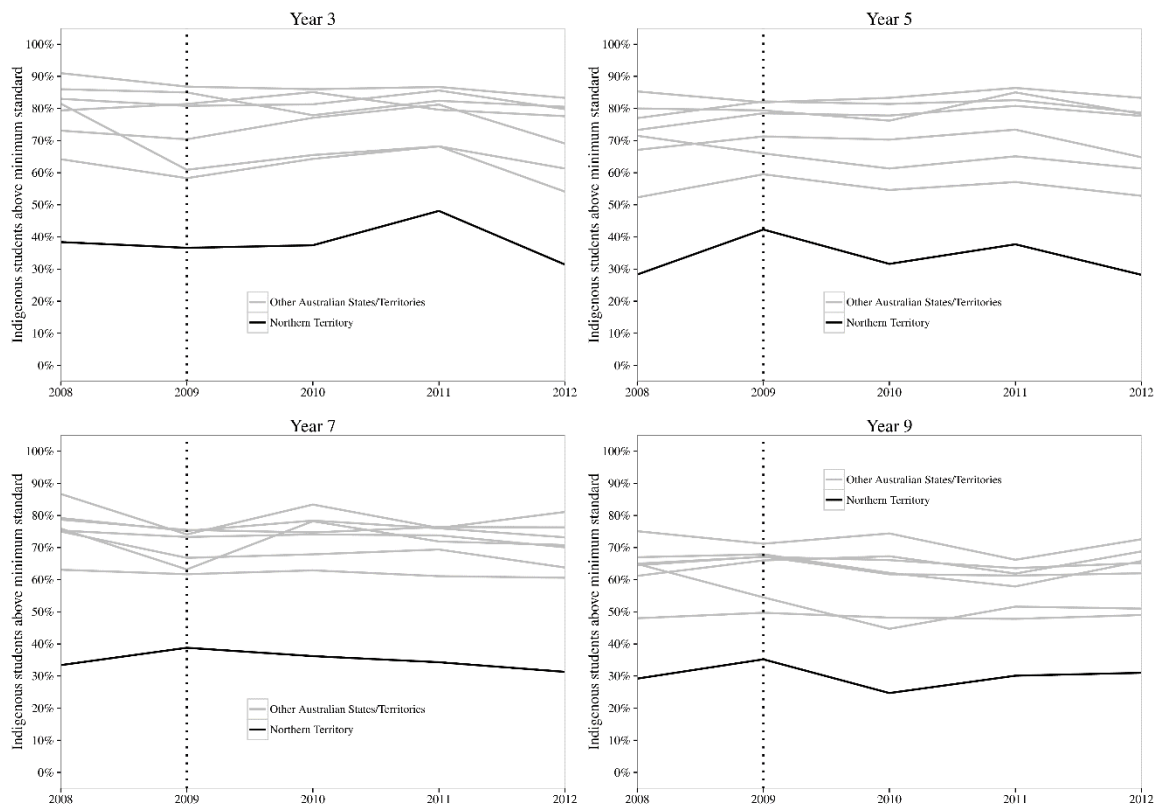 Year 3
Indigenous students above minimum standard
100%
90%
80%
70%
60%
50%
40%
30%
20%
10%
0%
Other Australian States/Territories
Northern Territory
2008 2009 2010 2011 2012
Year 5
Indigenous students above minimum standard
100%
90%
80%
70%
60%
50%
40%
30%
20%
10%
0%
Other Australian States/Territories
Northern Territory
2008 2009 2010 2011 2012
Year 7
Indigenous students above minimum standard
100%
90%
80%
70%
60%
50%
40%
30%
20%
10%
0%
Other Australian States/Territories
Northern Territory
2008 2009 2010 2011 2012
Year 9
Indigenous students above minimum standard
100%
90%
80%
70%
60%
50%
40%
30%
20%
10%
0%
Other Australian States/Territories
Northern Territory
2008 2009 2010 2011 2012